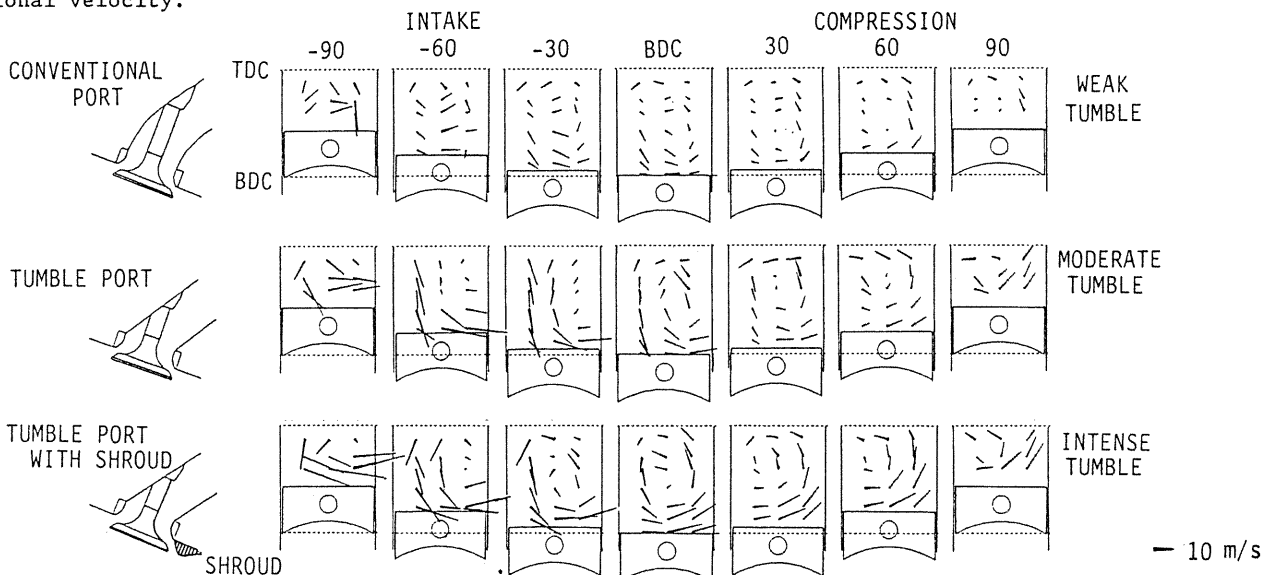 ional velocity.
INTAKE COMPRESSION
-90 -60 -30 BDC 30 60 90
CONVENTIONAL
PORT
TDC
BDC
WEAK
TUMBLE
TUMBLE PORT
MODERATE
TUMBLE
TUMBLE PORT
WITH SHROUD
SHROUD
INTENSE
TUMBLE
10 m/s